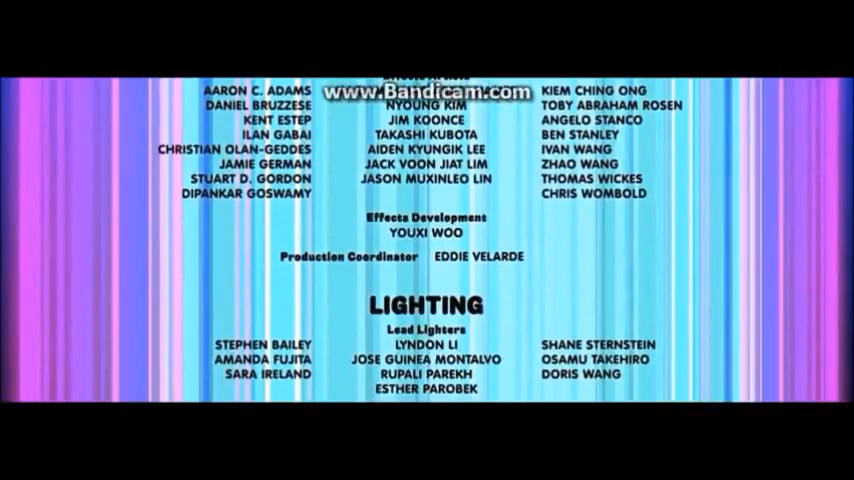 www.Bandicam.com
AARON C. ADAMS KIEM CHING ONG
DANIEL BRUZZESE NYOUNG KIM TOBY ABRAHAM ROSEN
KENT ESTEP JIM KOONCE ANGELO STANCO
ILAN GABAI TAKASHI KUBOTA BEN STANLEY
CHRISTIAN OLAN-GEDDES AIDEN KYUNGIK LEE IVAN WANG
JAMIE GERMAN JACK VOON JIAT LIM ZHAO WANG
STUART D. GORDON JASON MUXINLEO LIN THOMAS WICKES
DIPANKAR GOSWAMY CHRIS WOMBOLD
Effects Development
YOUXI WOO
Production Coordinator EDDIE VELARDE
LIGHTING
Lead Lighters
STEPHEN BAILEY LYNDON LI SHANE STERNSTEIN
AMANDA FUJITA JOSE GUINEA MONTALVO OSAMU TAKEHIRO
SARA IRELAND RUPALI PAREKH DORIS WANG
ESTHER PAROBEK